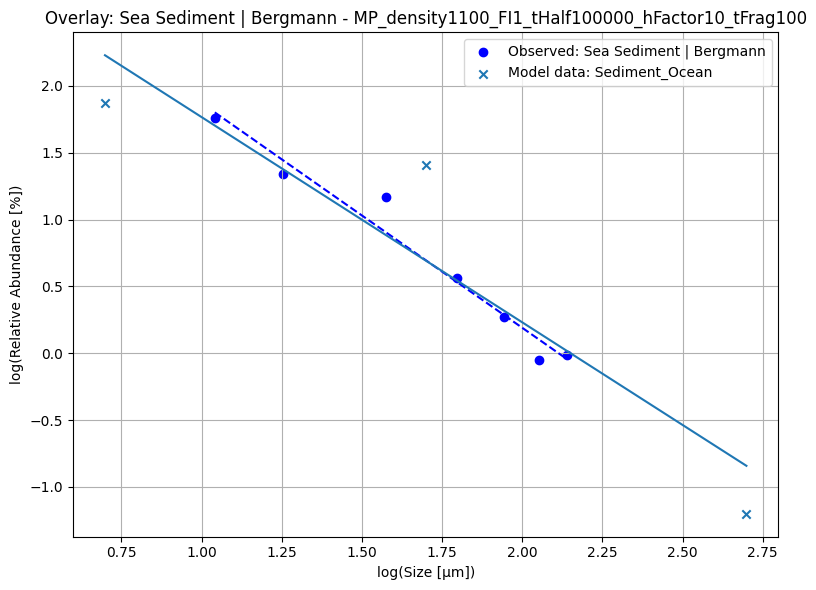 Overlay: Sea Sediment | Bergmann - MP_density1100_FI1_tHalf100000_hFactor10_tFrag100
Observed: Sea Sediment | Bergmann
Model data: Sediment_Ocean
log(Relative Abundance [%])
2.0
1.5
1.0
0.5
0.0
−0.5
−1.0
0.75 1.00 1.25 1.50 1.75 2.00 2.25 2.50 2.75
log(Size [µm])